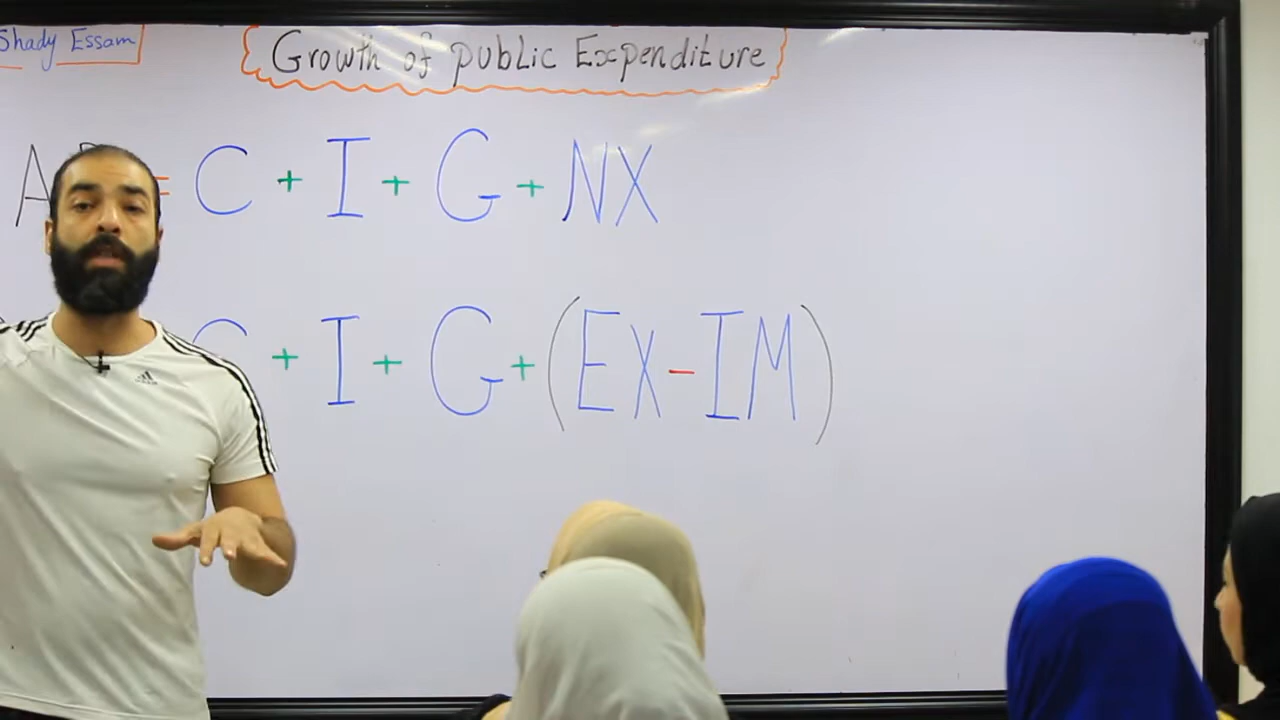 Shady Essam
Growth of public Expenditure
A = C + I + G + NX
C + I + G + (EX - IM)